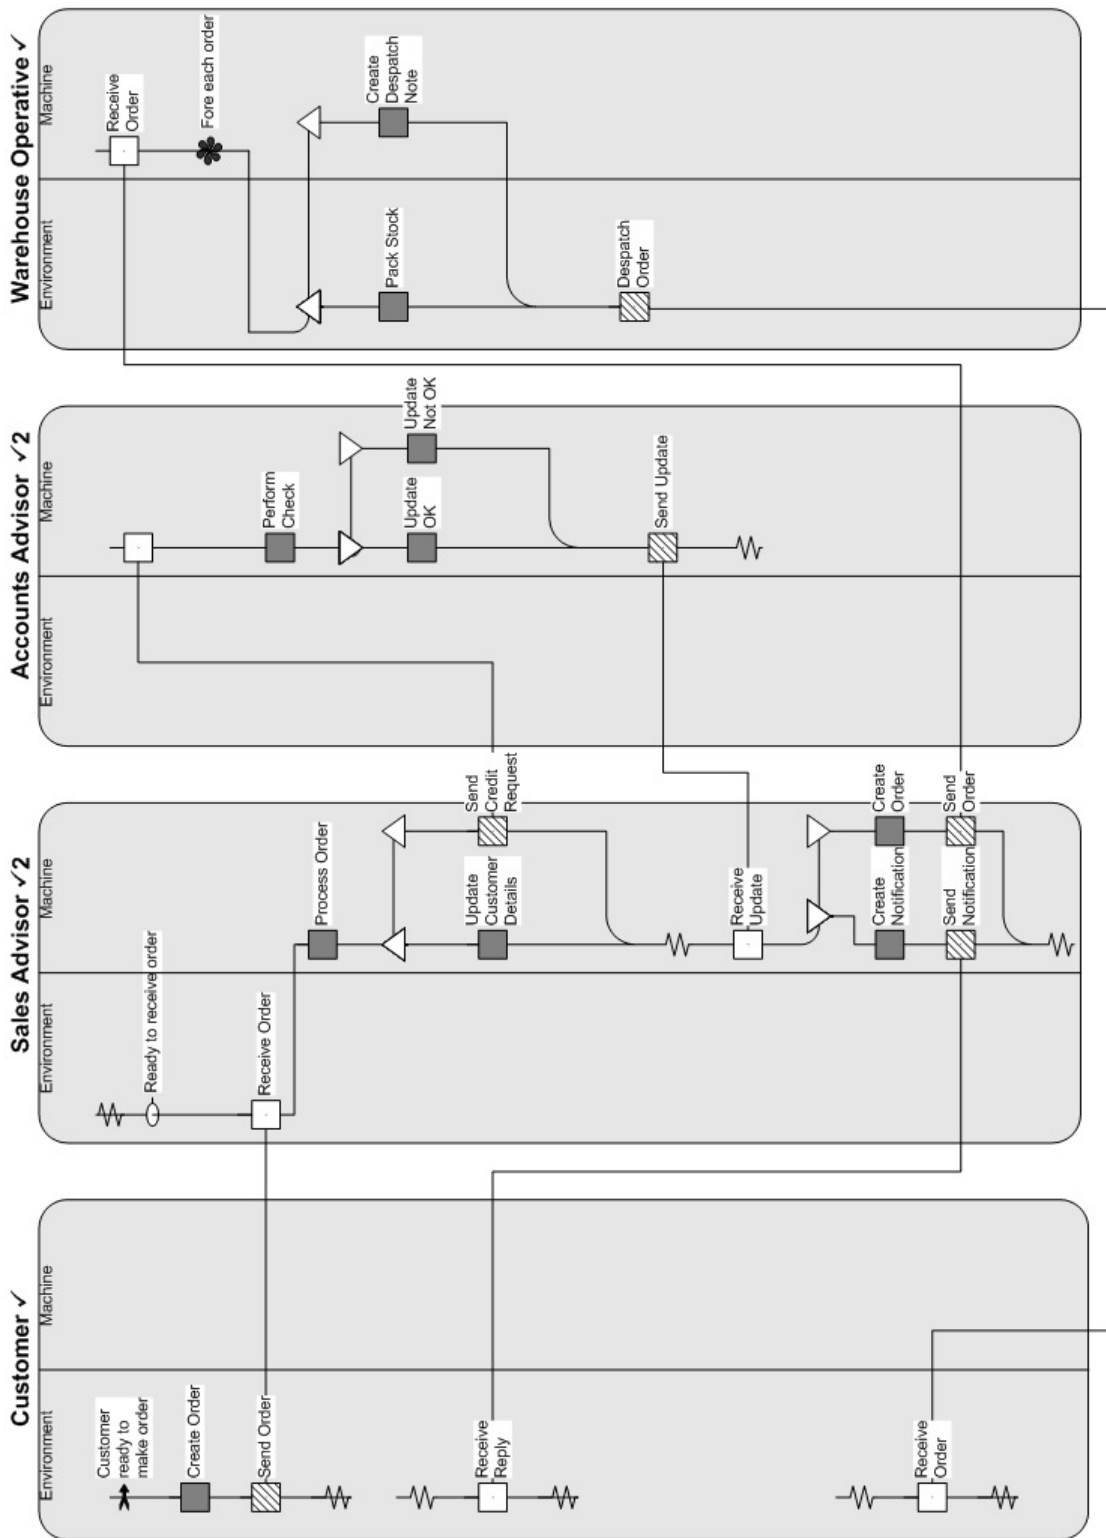 Customer ✓
Environment
Machine
Customer
ready to
make order
Create Order
Send Order
Receive
Reply
Receive
Order
Sales Advisor ✓2
Environment
Machine
Ready to receive order
Receive Order
Process Order
Update
Customer
Details
Send
Credit
Request
Receive
Update
Create
Notification
Create
Order
Send
Notification
Send
Order
Accounts Advisor ✓2
Environment
Machine
Perform
Check
Update
OK
Update
Not OK
Send Update
Warehouse Operative ✓
Environment
Machine
Receive
Order
Fore each order
Pack Stock
Create
Despatch
Note
Despatch
Order